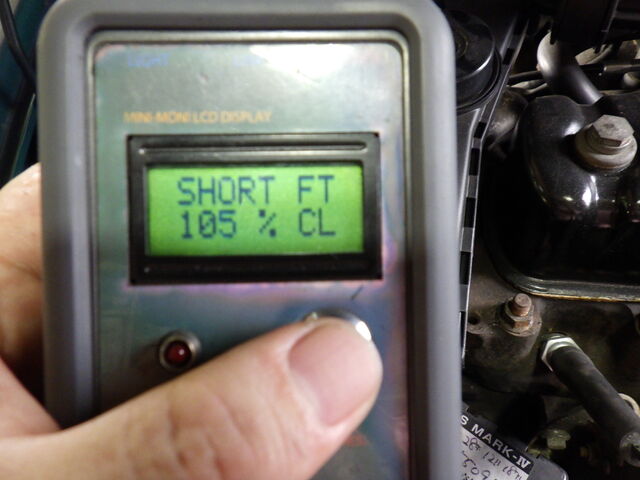 MINI-MONI LCD DISPLAY
SHORT FT
105 % CL
S MARK-IV